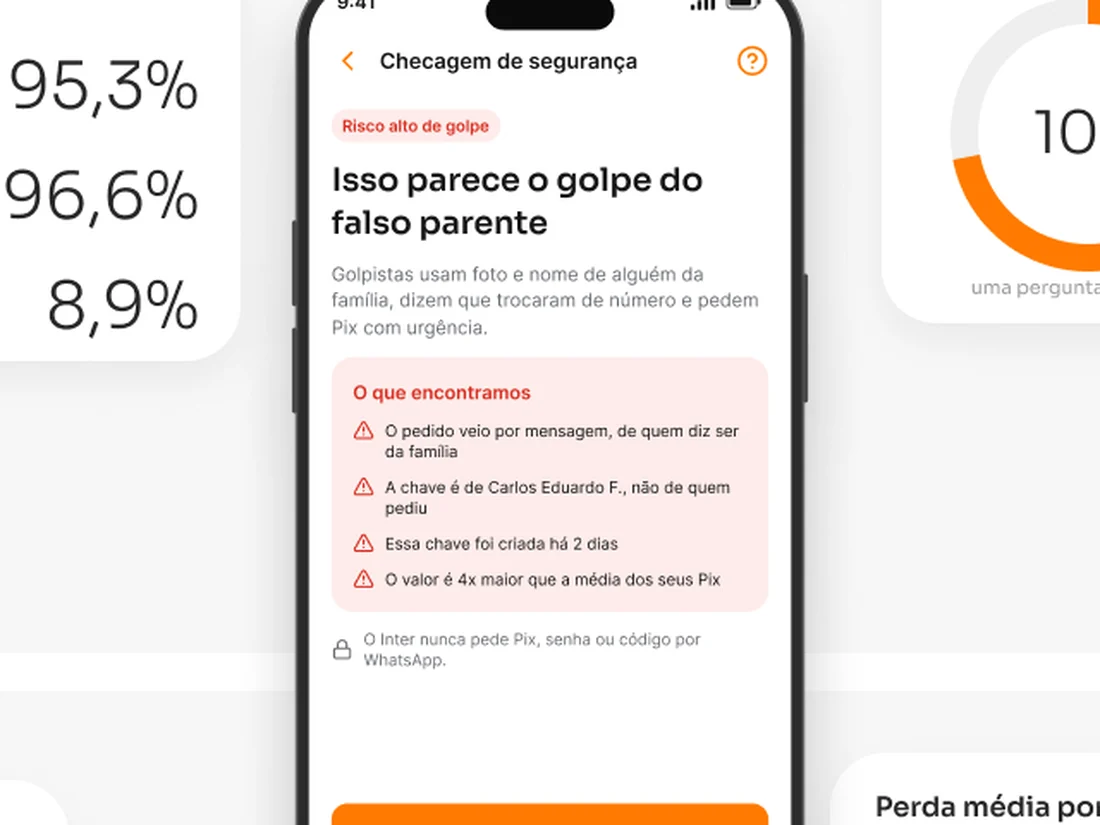 9:41
Checagem de segurança
Risco alto de golpe
Isso parece o golpe do
falso parente
Golpistas usam foto e nome de alguém da
família, dizem que trocaram de número e pedem
Pix com urgência.
O que encontramos
O pedido veio por mensagem, de quem diz ser
da família
A chave é de Carlos Eduardo F., não de quem
pediu
Essa chave foi criada há 2 dias
O valor é 4x maior que a média dos seus Pix
O Inter nunca pede Pix, senha ou código por
WhatsApp.
95,3%
96,6%
8,9%
10
uma pergunta
Perda média por